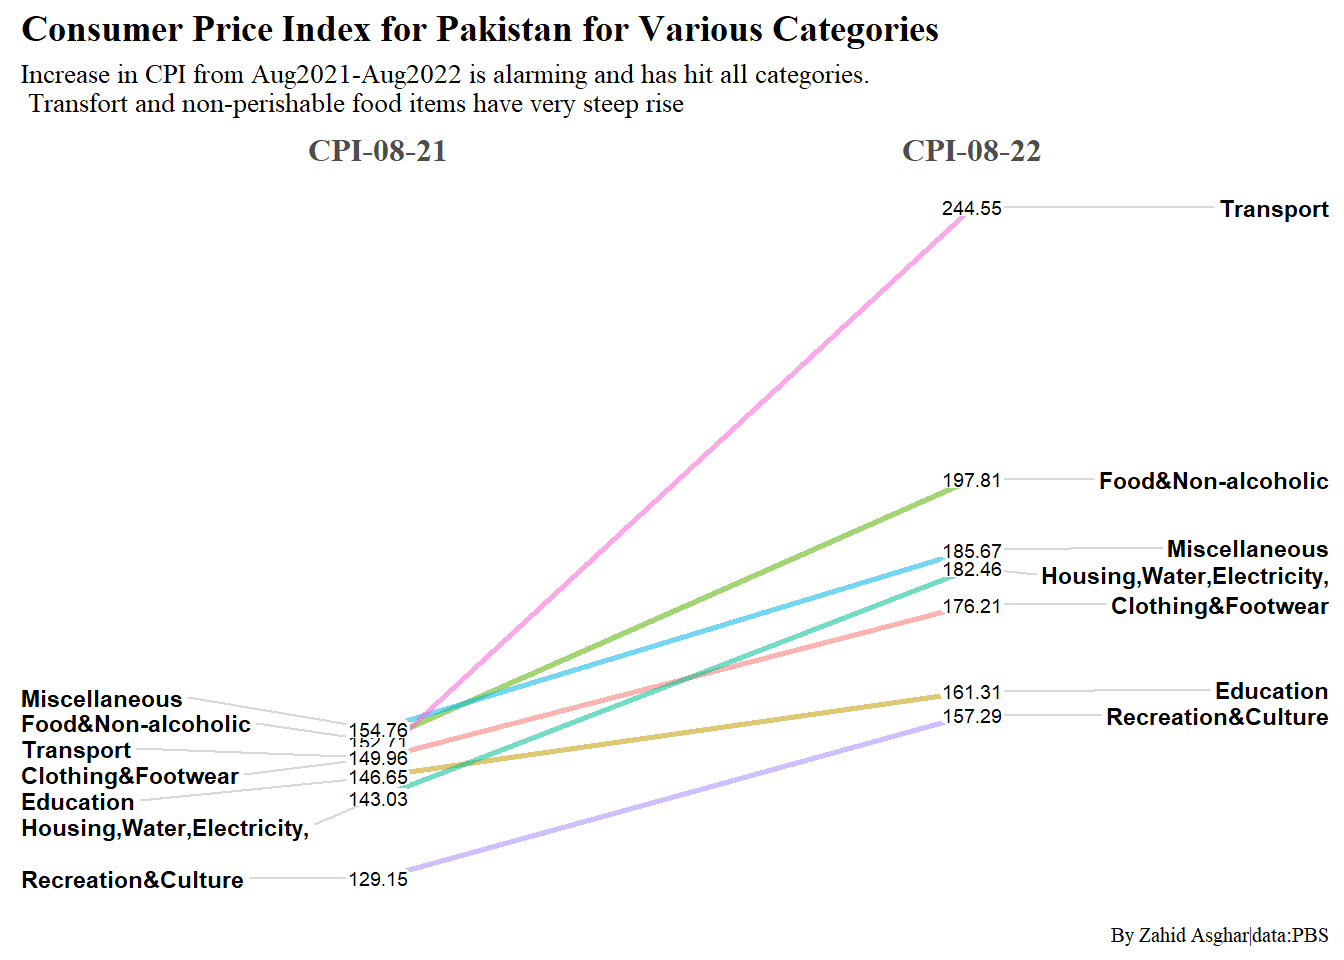 Consumer Price Index for Pakistan for Various Categories
Increase in CPI from Aug2021-Aug2022 is alarming and has hit all categories.
Transfort and non-perishable food items have very steep rise
CPI-08-21
CPI-08-22
244.55
Transport
197.81
Food&Non-alcoholic
185.67
Miscellaneous
182.46
Housing,Water,Electricity,
176.21
Clothing&Footwear
161.31
Education
157.29
Recreation&Culture
Miscellaneous
Food&Non-alcoholic
Transport
Clothing&Footwear
Education
Housing,Water,Electricity,
Recreation&Culture
154.76
149.96
146.65
143.03
129.15
By Zahid Asghar|data:PBS